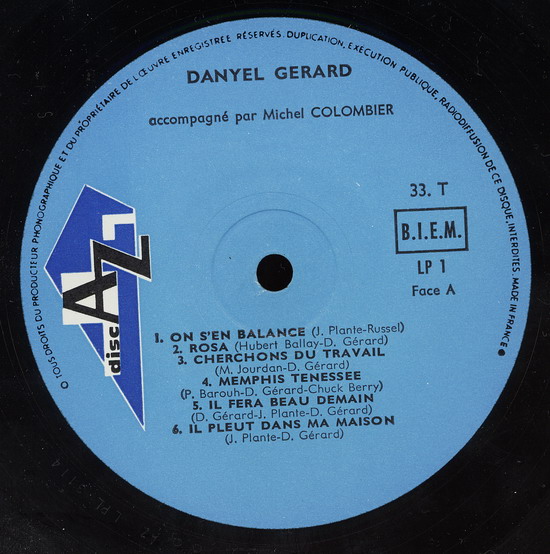 © TOUS DROITS DU PRODUCTEUR PHONOGRAPHIQUE ET DU PROPRIÉTAIRE DE L'ŒUVRE ENREGISTREE RÉSERVÉS. DUPLICATION, EXÉCUTION PUBLIQUE, RADIODIFFUSION DE CE DISQUE, INTERDITES. MADE IN FRANCE
DANYEL GERARD
accompagné par Michel COLOMBIER
33. T
B.I.E.M.
LP 1
Face A
disc AZ 1
1. ON S'EN BALANCE (J. Plante-Russel)
2. ROSA (Hubert Ballay-D. Gérard)
3. CHERCHONS DU TRAVAIL
(M. Jourdan-D. Gérard)
4. MEMPHIS TENESSEE
(P. Barouh-D. Gérard-Chuck Berry)
5. IL FERA BEAU DEMAIN
(D. Gérard-J. Plante-D. Gérard)
6. IL PLEUT DANS MA MAISON
(J. Plante-D. Gérard)